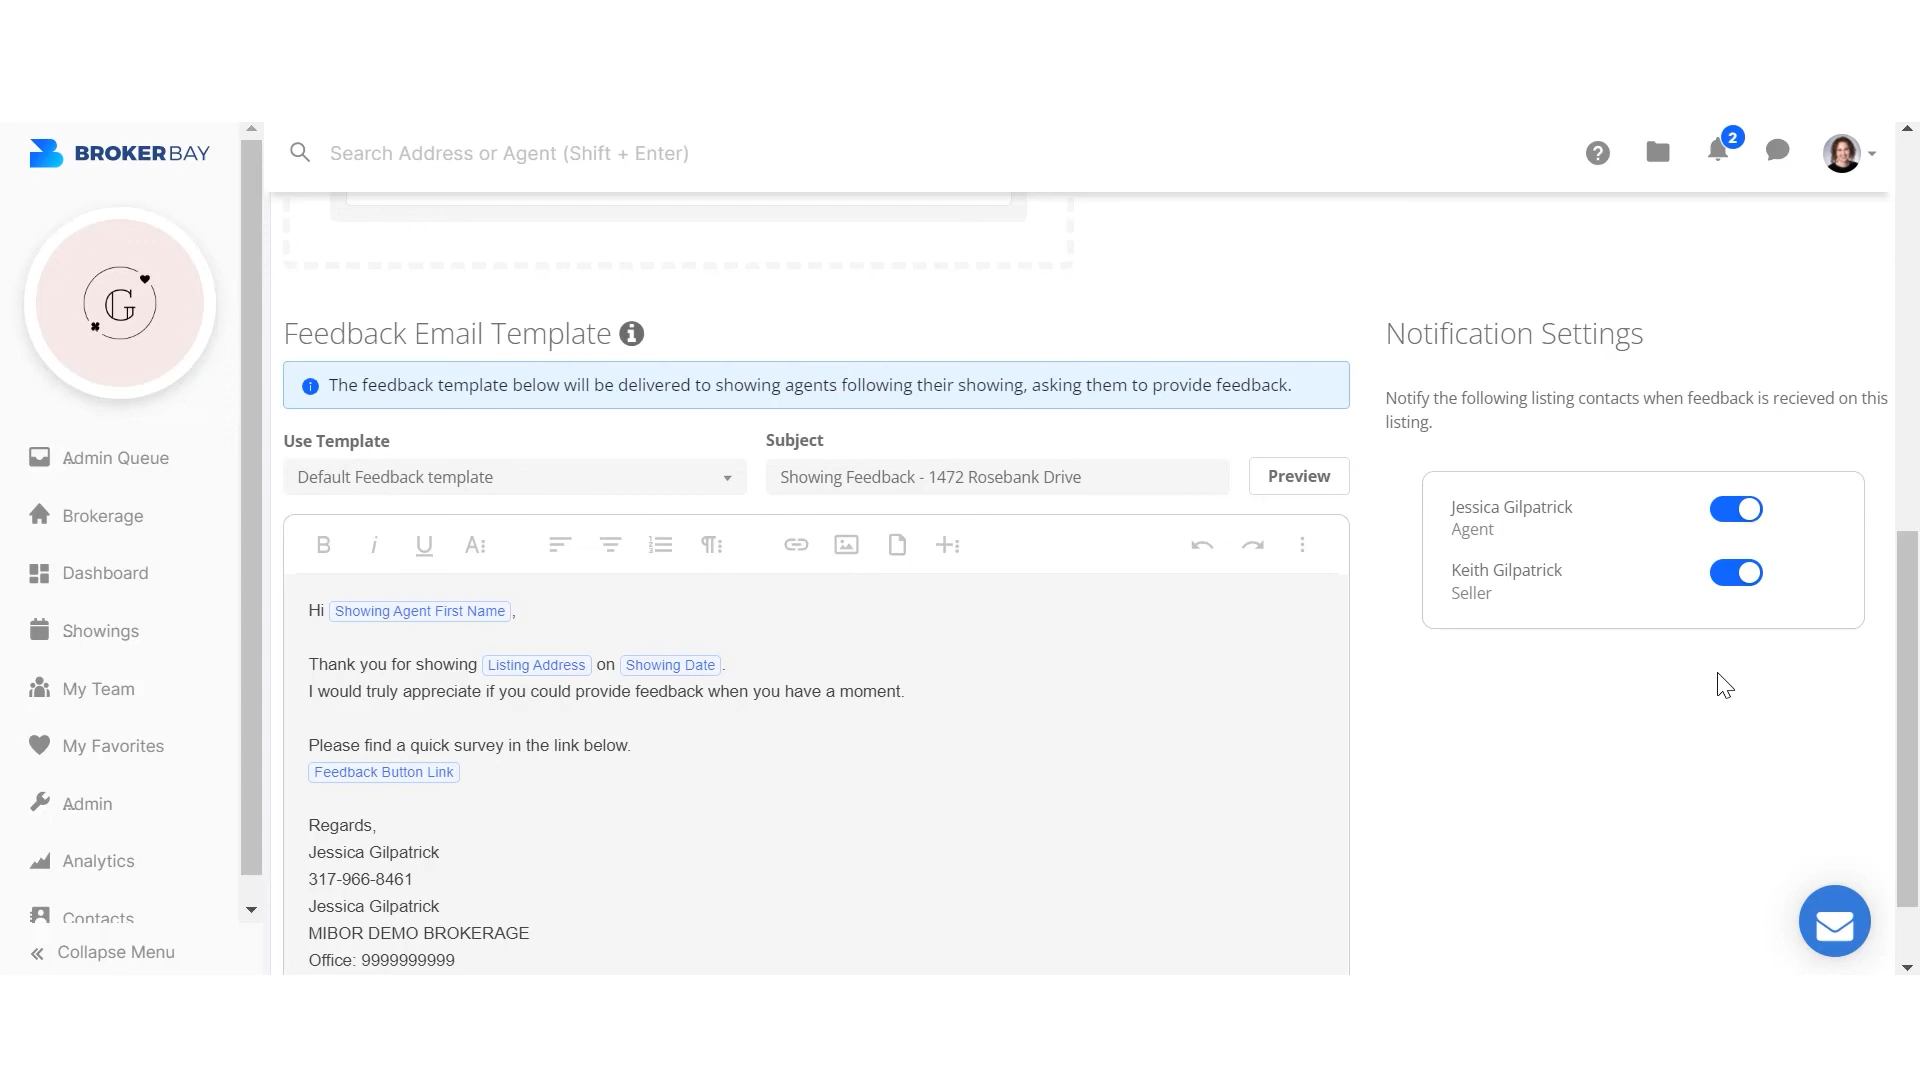 BROKERBAY
Search Address or Agent (Shift + Enter)
2
G
Admin Queue
Brokerage
Dashboard
Showings
My Team
My Favorites
Admin
Analytics
Contacts
Collapse Menu
Feedback Email Template
The feedback template below will be delivered to showing agents following their showing, asking them to provide feedback.
Use Template
Subject
Default Feedback template
Showing Feedback - 1472 Rosebank Drive
Preview
Hi Showing Agent First Name,
Thank you for showing Listing Address on Showing Date.
I would truly appreciate if you could provide feedback when you have a moment.
Please find a quick survey in the link below.
Feedback Button Link
Regards,
Jessica Gilpatrick
317-966-8461
Jessica Gilpatrick
MIBOR DEMO BROKERAGE
Office: 9999999999
Notification Settings
Notify the following listing contacts when feedback is recieved on this
listing.
Jessica Gilpatrick
Agent
Keith Gilpatrick
Seller